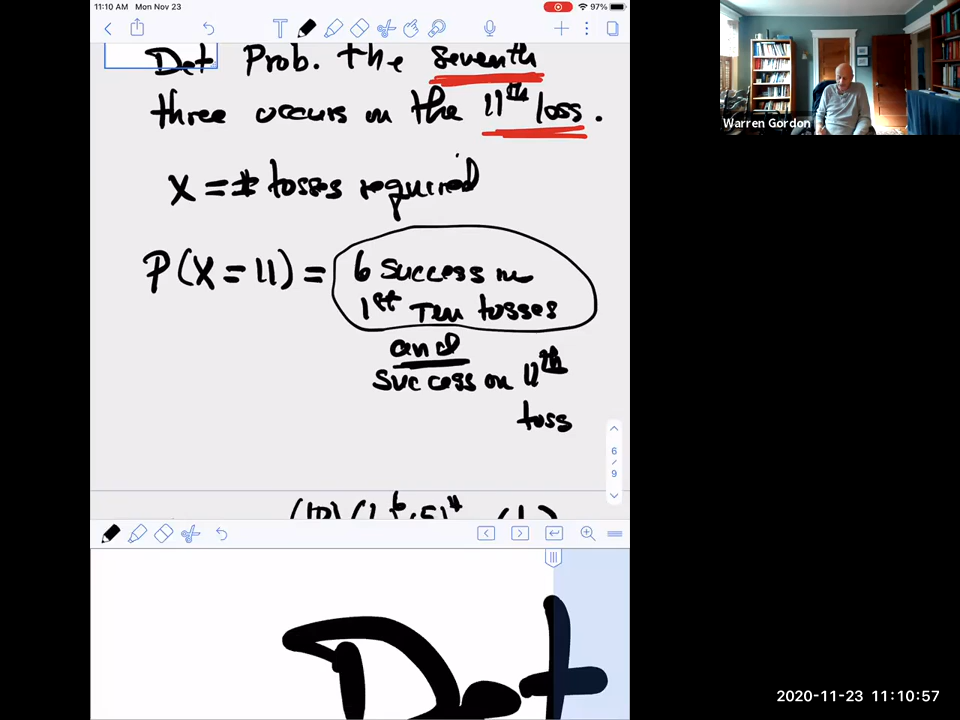 11:10 AM Mon Nov 23
97%
Det Prob. the seventh
three occurs on the 11th loss.
X = # tosses required
P(X = 11) = 6 success in
1st Ten tosses
and
success on 11th
toss
6
/
9
Det
Warren Gordon
2020-11-23 11:10:57